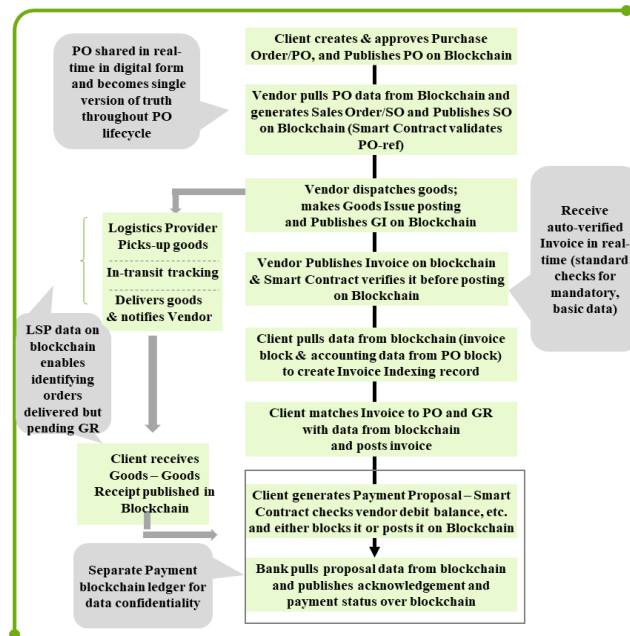 Client creates & approves Purchase
Order/PO, and Publishes PO on Blockchain
PO shared in real-
time in digital form
and becomes single
version of truth
throughout PO
lifecycle
Vendor pulls PO data from Blockchain and
generates Sales Order/SO and Publishes SO
on Blockchain (Smart Contract validates
PO-ref)
Vendor dispatches goods;
makes Goods Issue posting
and Publishes GI on Blockchain
Logistics Provider
Picks-up goods
In-transit tracking
Delivers goods
& notifies Vendor
Receive
auto-verified
Invoice in real-
time (standard
checks for
mandatory,
basic data)
Vendor Publishes Invoice on blockchain
& Smart Contract verifies it before posting
on Blockchain
LSP data on
blockchain
enables
identifying
orders
delivered but
pending GR
Client pulls data from blockchain (invoice
block & accounting data from PO block)
to create Invoice Indexing record
Client matches Invoice to PO and GR
with data from blockchain
and posts invoice
Client receives
Goods – Goods
Receipt published in
Blockchain
Client generates Payment Proposal – Smart
Contract checks vendor debit balance, etc.
and either blocks it or posts it on Blockchain
Separate Payment
blockchain ledger for
data confidentiality
Bank pulls proposal data from blockchain
and publishes acknowledgement and
payment status over blockchain